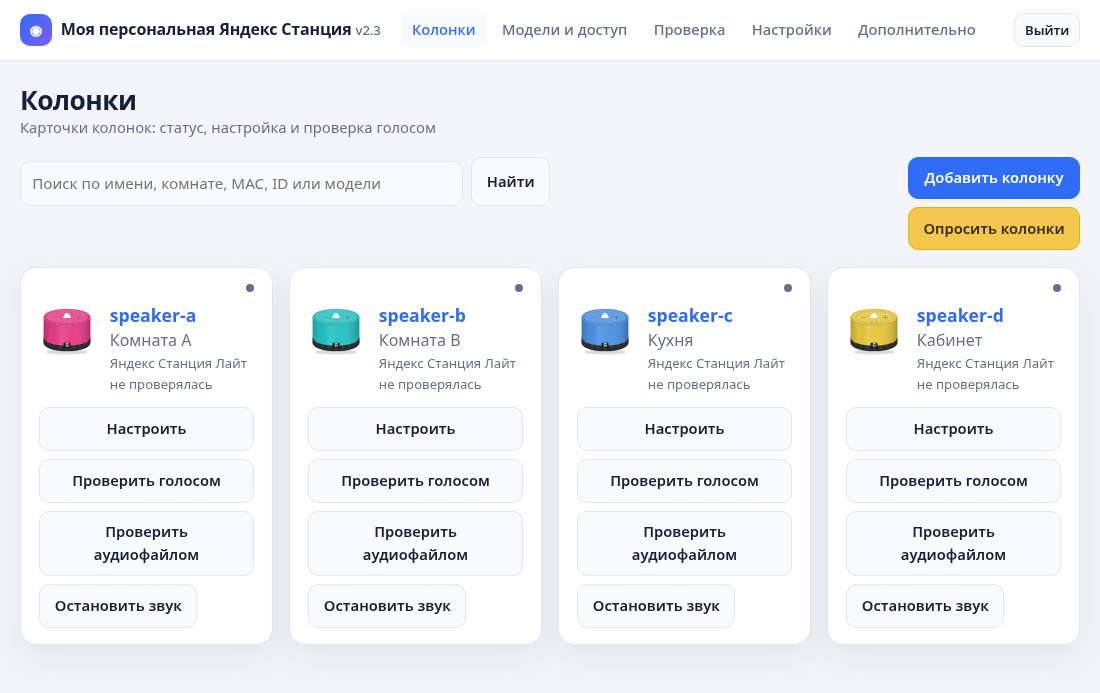 Моя персональная Яндекс Станция v2.3
Колонки
Модели и доступ
Проверка
Настройки
Дополнительно
Выйти
Колонки
Карточки колонок: статус, настройка и проверка голосом
Поиск по имени, комнате, MAC, ID или модели
Найти
Добавить колонку
Опросить колонки
speaker-a
Комната A
Яндекс Станция Лайт
не проверялась
Настроить
Проверить голосом
Проверить
аудиофайлом
Остановить звук
speaker-b
Комната B
Яндекс Станция Лайт
не проверялась
Настроить
Проверить голосом
Проверить
аудиофайлом
Остановить звук
speaker-c
Кухня
Яндекс Станция Лайт
не проверялась
Настроить
Проверить голосом
Проверить
аудиофайлом
Остановить звук
speaker-d
Кабинет
Яндекс Станция Лайт
не проверялась
Настроить
Проверить голосом
Проверить
аудиофайлом
Остановить звук